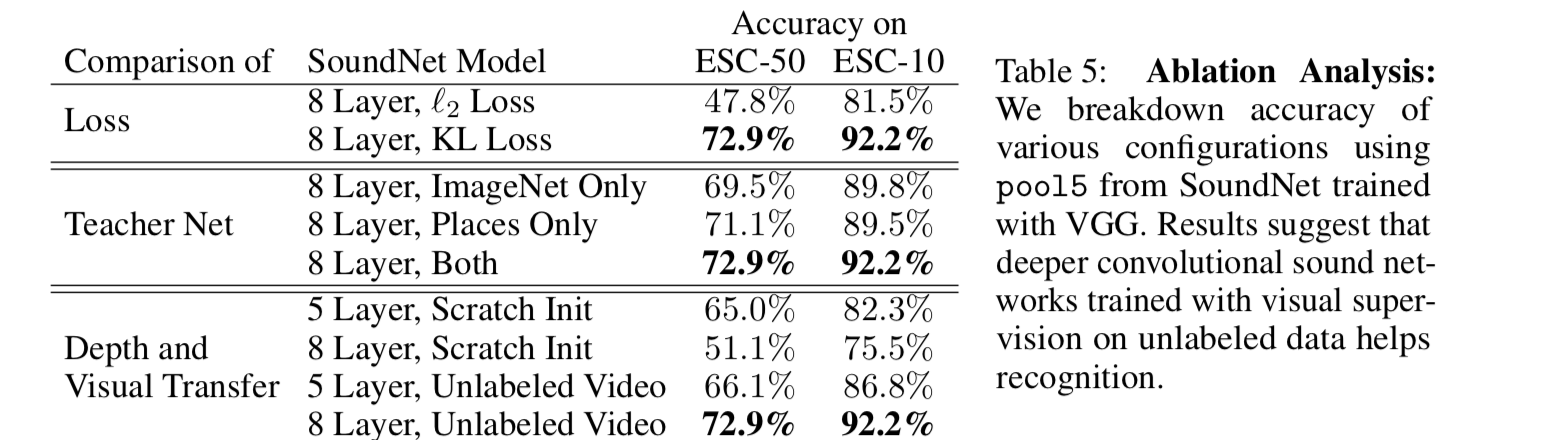 Accuracy on
Comparison of SoundNet Model ESC-50 ESC-10
Loss
8 Layer, ℓ2 Loss 47.8% 81.5%
8 Layer, KL Loss 72.9% 92.2%
Teacher Net
8 Layer, ImageNet Only 69.5% 89.8%
8 Layer, Places Only 71.1% 89.5%
8 Layer, Both 72.9% 92.2%
Depth and
Visual Transfer
5 Layer, Scratch Init 65.0% 82.3%
8 Layer, Scratch Init 51.1% 75.5%
5 Layer, Unlabeled Video 66.1% 86.8%
8 Layer, Unlabeled Video 72.9% 92.2%
Table 5: Ablation Analysis:
We breakdown accuracy of
various configurations using
pool5 from SoundNet trained
with VGG. Results suggest that
deeper convolutional sound net-
works trained with visual super-
vision on unlabeled data helps
recognition.